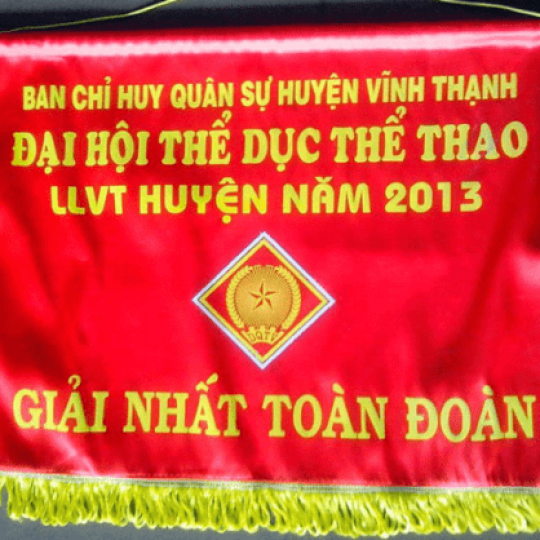 BAN CHỈ HUY QUÂN SỰ HUYỆN VĨNH THẠNH
ĐẠI HỘI THỂ DỤC THỂ THAO
LLVT HUYỆN NĂM 2013
DQTV
GIẢI NHẤT TOÀN ĐOÀN